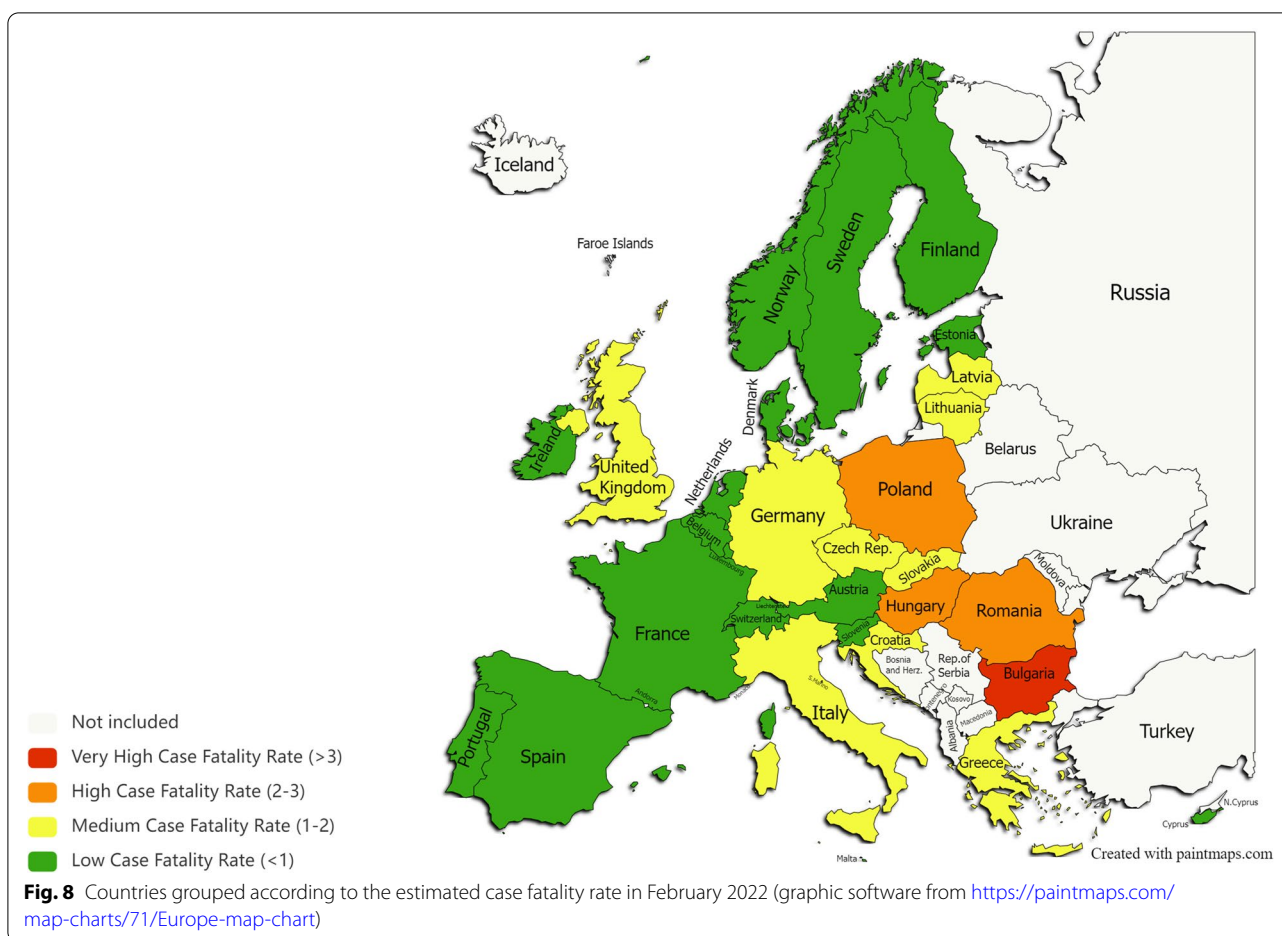 Iceland
Faroe Islands
Norway
Sweden
Finland
Russia
Estonia
Latvia
Lithuania
Denmark
Belarus
Ireland
United
Kingdom
Netherlands
Belgium
Luxembourg
Germany
Poland
Ukraine
Czech Rep.
Slovakia
Moldova
Austria
Liechtenstein
Switzerland
Hungary
Romania
France
Slovenia
Croatia
Bosnia
and Herz.
Rep.of
Serbia
Bulgaria
Monaco
S.Marino
Andorra
Montenegro
Kosovo
Macedonia
Albania
Italy
Portugal
Spain
Greece
Turkey
N.Cyprus
Cyprus
Malta
Not included
Very High Case Fatality Rate (>3)
High Case Fatality Rate (2-3)
Medium Case Fatality Rate (1-2)
Low Case Fatality Rate (<1)
Created with paintmaps.com
Fig. 8 Countries grouped according to the estimated case fatality rate in February 2022 (graphic software from https://paintmaps.com/
map-charts/71/Europe-map-chart)